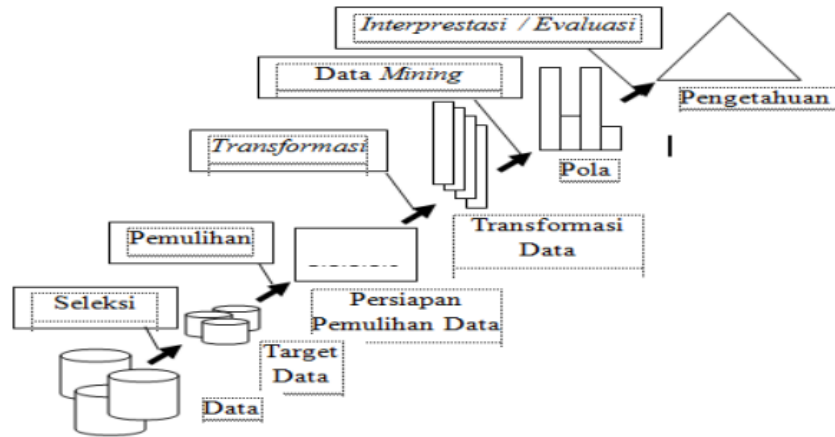 Interprestasi / Evaluasi
Data Mining
Pengetahuan
Transformasi
Pola
Transformasi
Data
Pemulihan
Persiapan
Pemulihan Data
Seleksi
Target
Data
Data